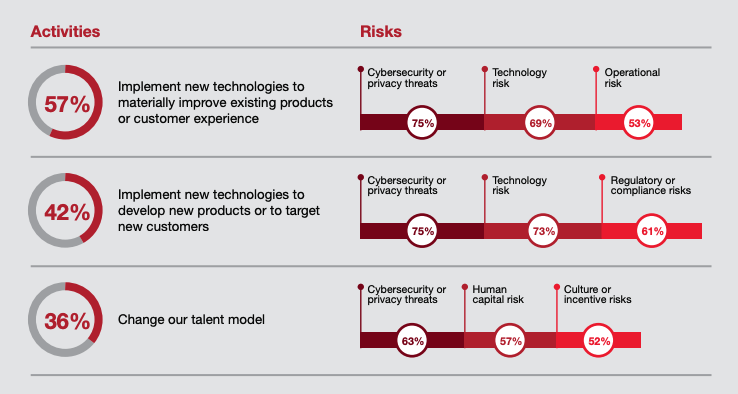 Activities
Risks
57%
Implement new technologies to
materially improve existing products
or customer experience
Cybersecurity or
privacy threats
Technology
risk
Operational
risk
75%
69%
53%
42%
Implement new technologies to
develop new products or to target
new customers
Cybersecurity or
privacy threats
Technology
risk
Regulatory or
compliance risks
75%
73%
61%
36%
Change our talent model
Cybersecurity or
privacy threats
Human
capital risk
Culture or
incentive risks
63%
57%
52%